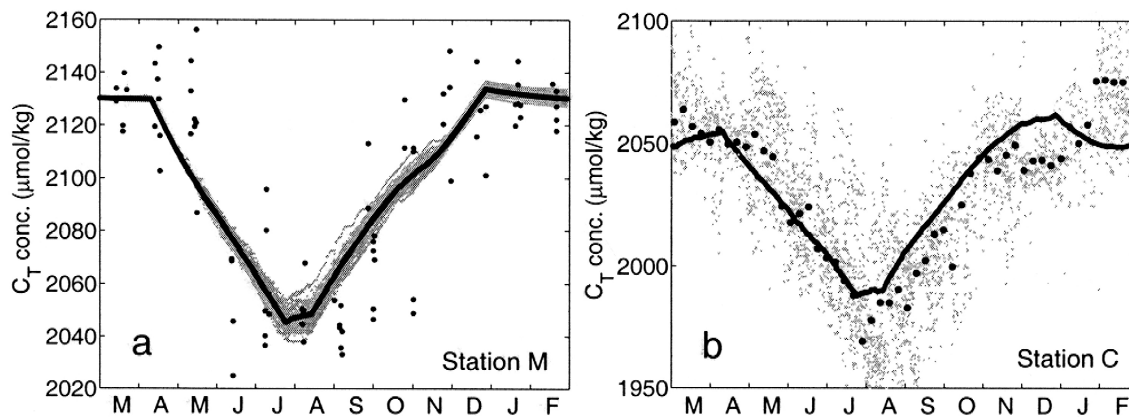 2160
2140
2120
2100
2080
2060
2040
2020
C_T conc. (μmol/kg)
a
Station M
M A M J J A S O N D J F
2100
2050
2000
1950
C_T conc. (μmol/kg)
b
Station C
M A M J J A S O N D J F